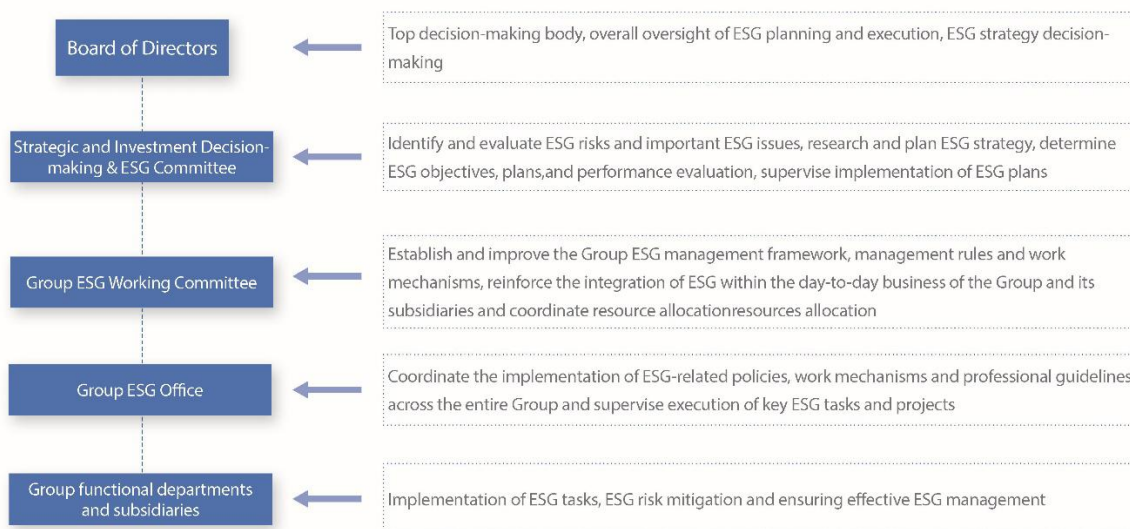 Board of Directors
Top decision-making body, overall oversight of ESG planning and execution, ESG strategy decision-
making
Strategic and Investment Decision-
making & ESG Committee
Identify and evaluate ESG risks and important ESG issues, research and plan ESG strategy, determine
ESG objectives, plans,and performance evaluation, supervise implementation of ESG plans
Group ESG Working Committee
Establish and improve the Group ESG management framework, management rules and work
mechanisms, reinforce the integration of ESG within the day-to-day business of the Group and its
subsidiaries and coordinate resource allocationresources allocation
Group ESG Office
Coordinate the implementation of ESG-related policies, work mechanisms and professional guidelines
across the entire Group and supervise execution of key ESG tasks and projects
Group functional departments
and subsidiaries
Implementation of ESG tasks, ESG risk mitigation and ensuring effective ESG management